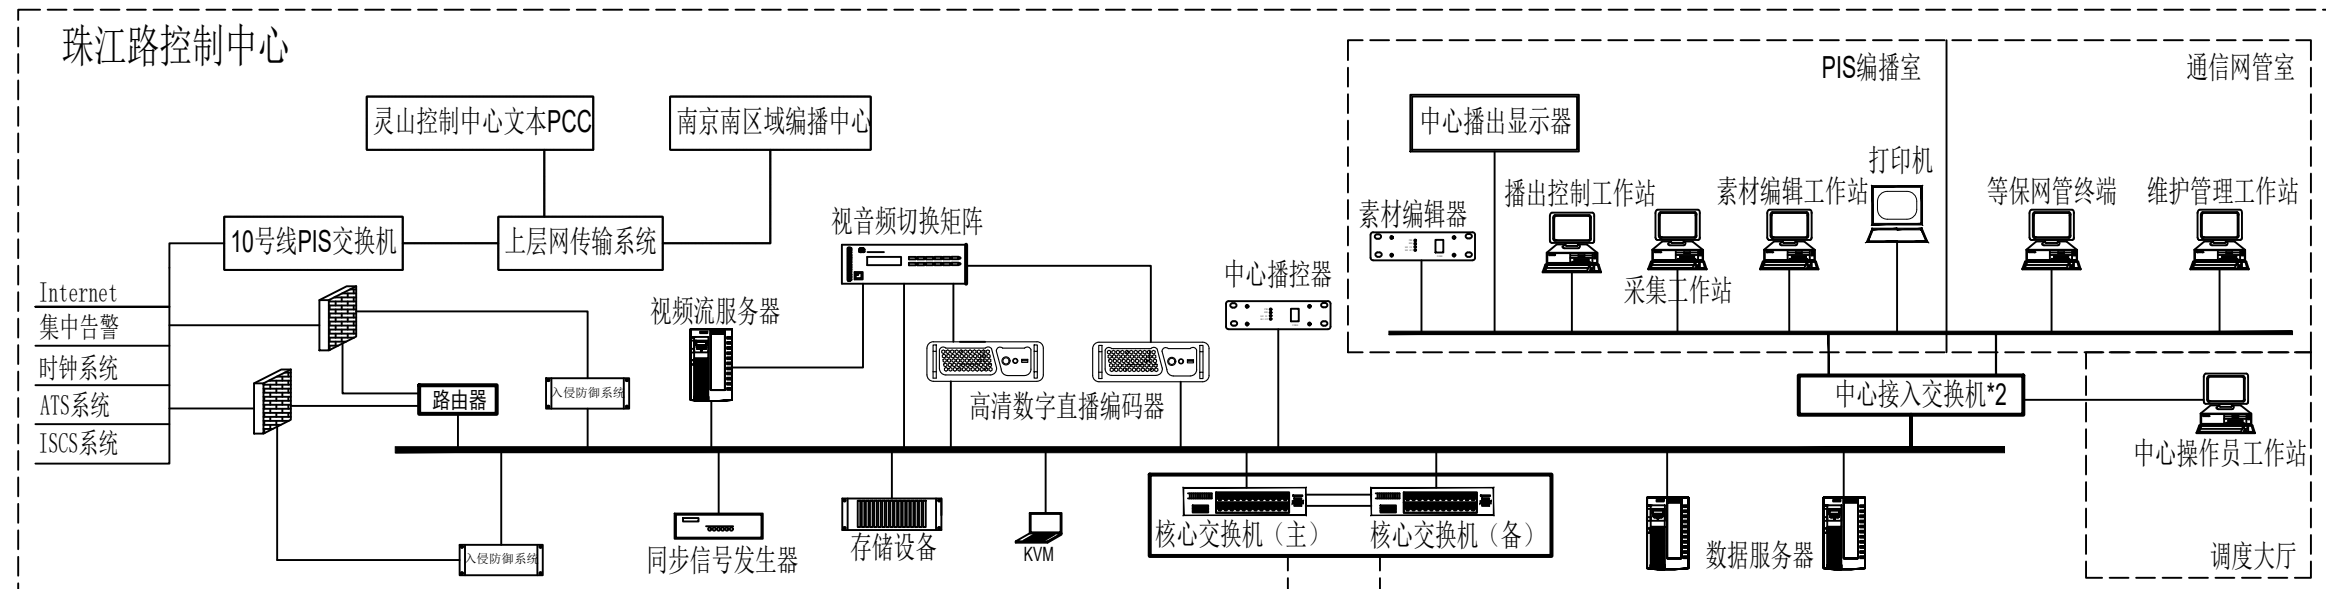 珠江路控制中心
PIS编播室
通信网管室
灵山控制中心文本PCC
南京南区域编播中心
中心播出显示器
打印机
素材编辑器
播出控制工作站
采集工作站
素材编辑工作站
等保网管终端
维护管理工作站
10号线PIS交换机
上层网传输系统
视音频切换矩阵
中心播控器
Internet
集中告警
时钟系统
ATS系统
ISCS系统
视频流服务器
路由器
入侵防御系统
高清数字直播编码器
中心接入交换机*2
中心操作员工作站
入侵防御系统
同步信号发生器
存储设备
KVM
核心交换机（主）
核心交换机（备）
数据服务器
调度大厅